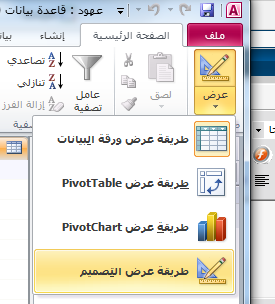 عهود : قاعدة بيانات
ملف
الصفحة الرئيسية
إنشاء
عرض
لصق
عامل تصفية
تصاعدي
تنازلي
إزالة الفرز
طريقة عرض ورقة البيانات
طريقة عرض PivotTable
طريقة عرض PivotChart
طريقة عرض التصميم